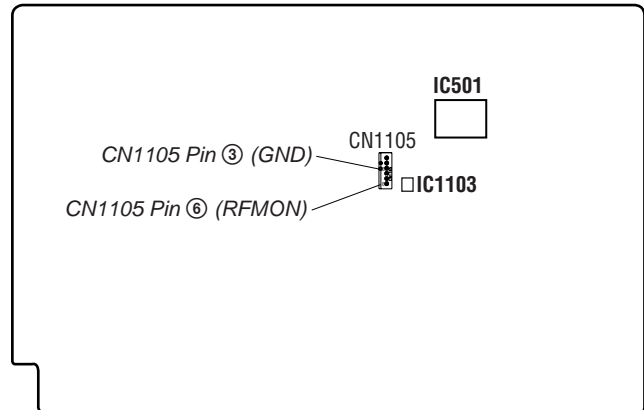 IC501
CN1105
CN1105 Pin ③ (GND)
IC1103
CN1105 Pin ⑥ (RFMON)